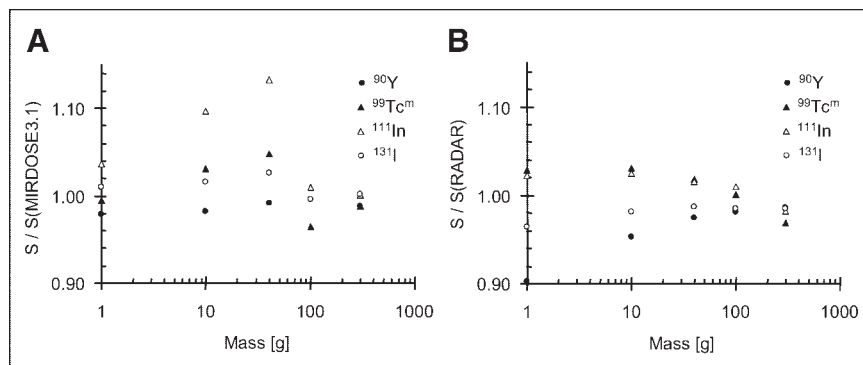 A
S / S(MIRDOSE3.1)
1.10
1.00
0.90
1 10 100 1000
Mass [g]
● ⁹⁰Y
▲ ⁹⁹Tcᵐ
△ ¹¹¹In
○ ¹³¹I
B
S / S(RADAR)
1.10
1.00
0.90
1 10 100 1000
Mass [g]
● ⁹⁰Y
▲ ⁹⁹Tcᵐ
△ ¹¹¹In
○ ¹³¹I